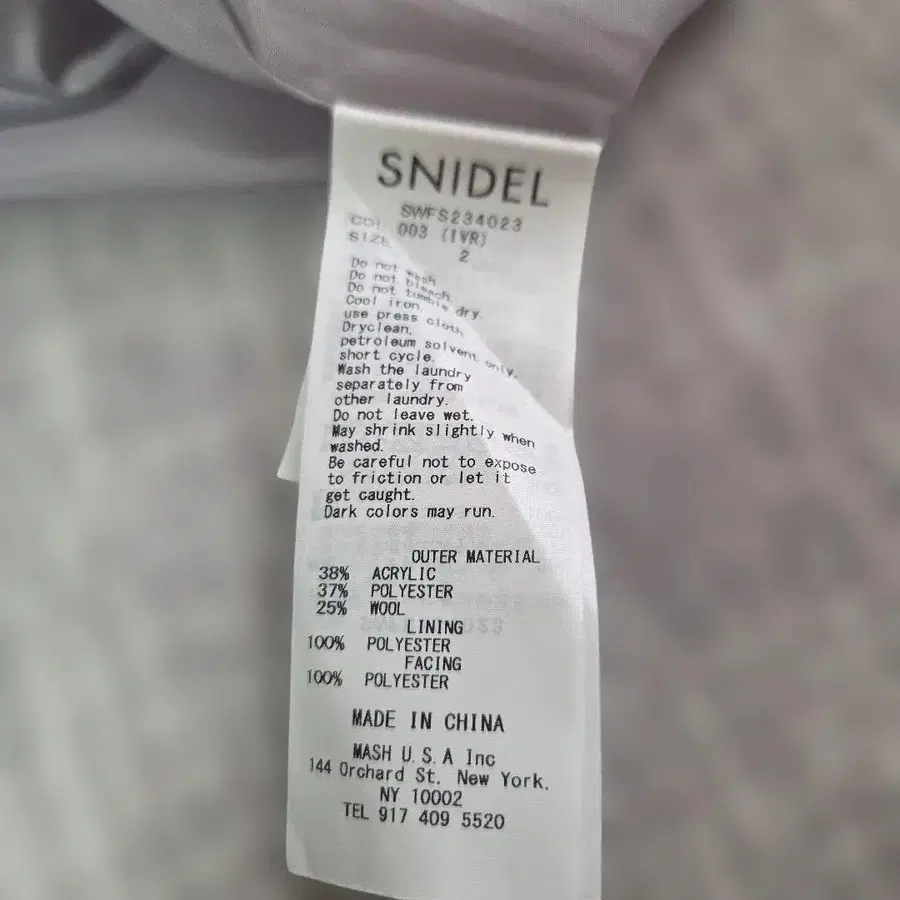 SNIDEL
SWFS234023
COL 003 (IVR)
SIZE 2
Do not wash
Do not bleach.
Do not tumble dry.
Cool iron.
use press cloth
Dryclean,
petroleum solvent only.
short cycle.
Wash the laundry
separately from
other laundry.
Do not leave wet.
May shrink slightly when
washed.
Be careful not to expose
to friction or let it
get caught.
Dark colors may run.
OUTER MATERIAL
38% ACRYLIC
37% POLYESTER
25% WOOL
LINING
100% POLYESTER
FACING
100% POLYESTER
MADE IN CHINA
MASH U.S.A Inc
144 Orchard St. New York,
NY 10002
TEL 917 409 5520